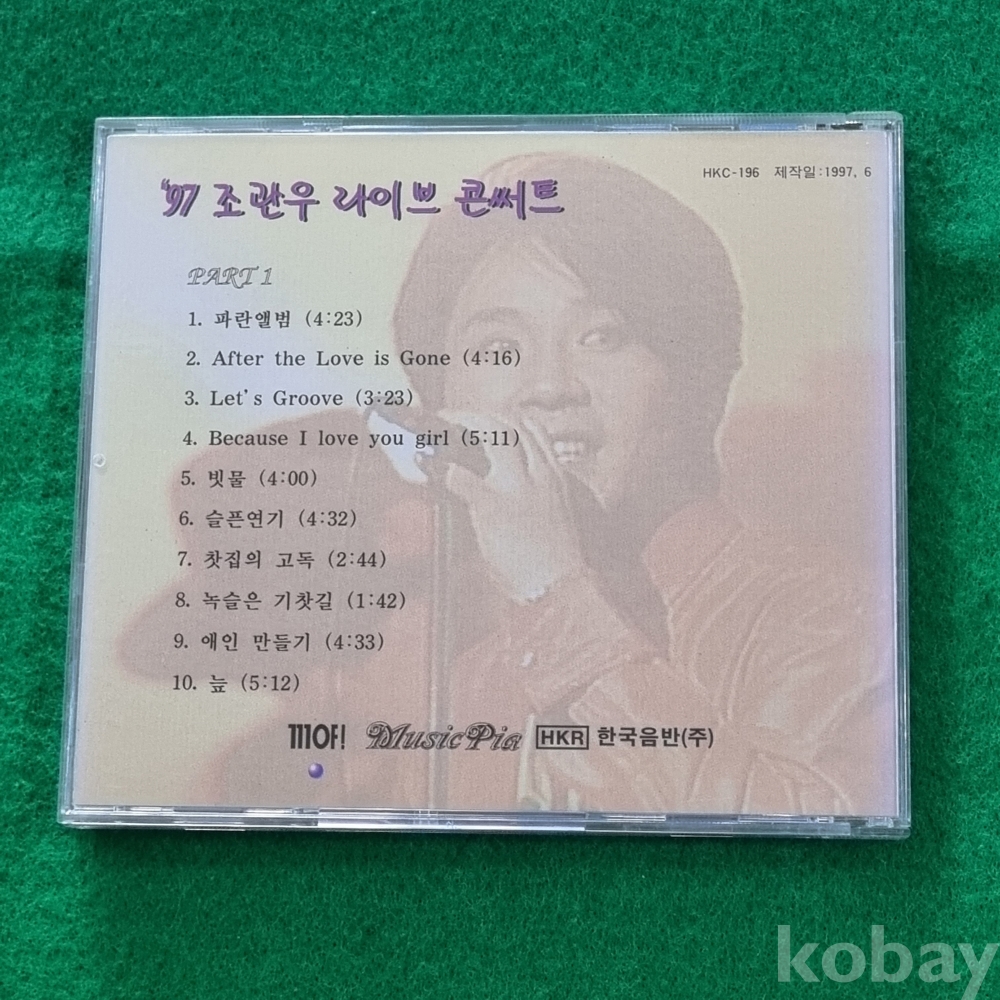 '97 조관우 라이브 콘써트
HKC-196 제작일:1997. 6
PART 1
1. 파란앨범 (4:23)
2. After the Love is Gone (4:16)
3. Let's Groove (3:23)
4. Because I love you girl (5:11)
5. 빗물 (4:00)
6. 슬픈연기 (4:32)
7. 찻집의 고독 (2:44)
8. 녹슬은 기찻길 (1:42)
9. 애인 만들기 (4:33)
10. 늪 (5:12)
끼야! Music Pia HKR 한국음반(주)
kobay